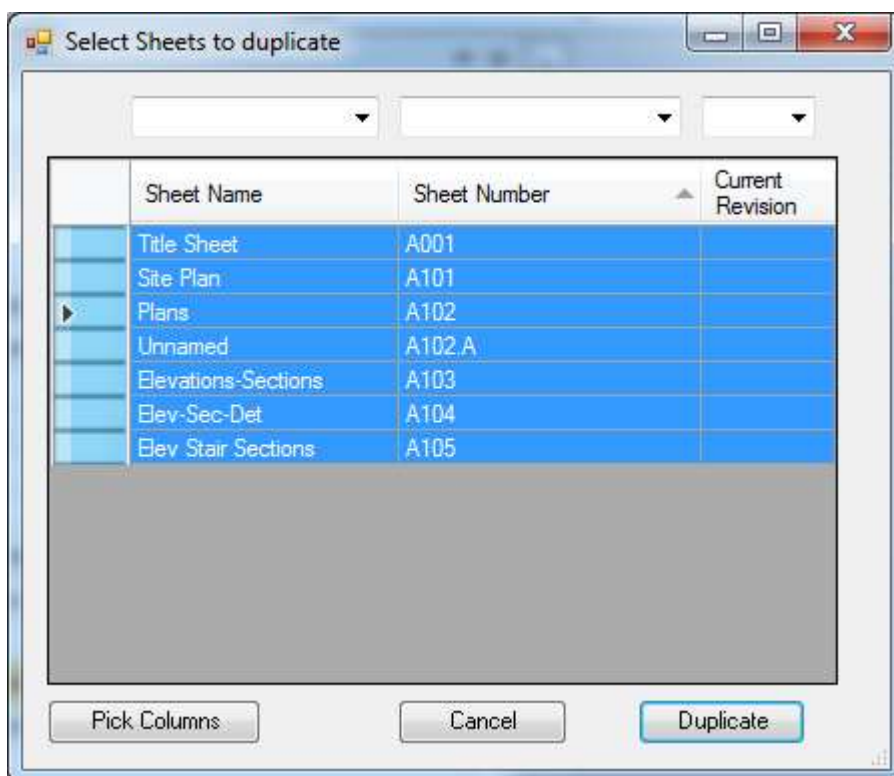 Select Sheets to duplicate
Sheet Name Sheet Number Current Revision
Title Sheet A001
Site Plan A101
Plans A102
Unnamed A102.A
Elevations-Sections A103
Elev-Sec-Det A104
Elev Stair Sections A105
Pick Columns Cancel Duplicate